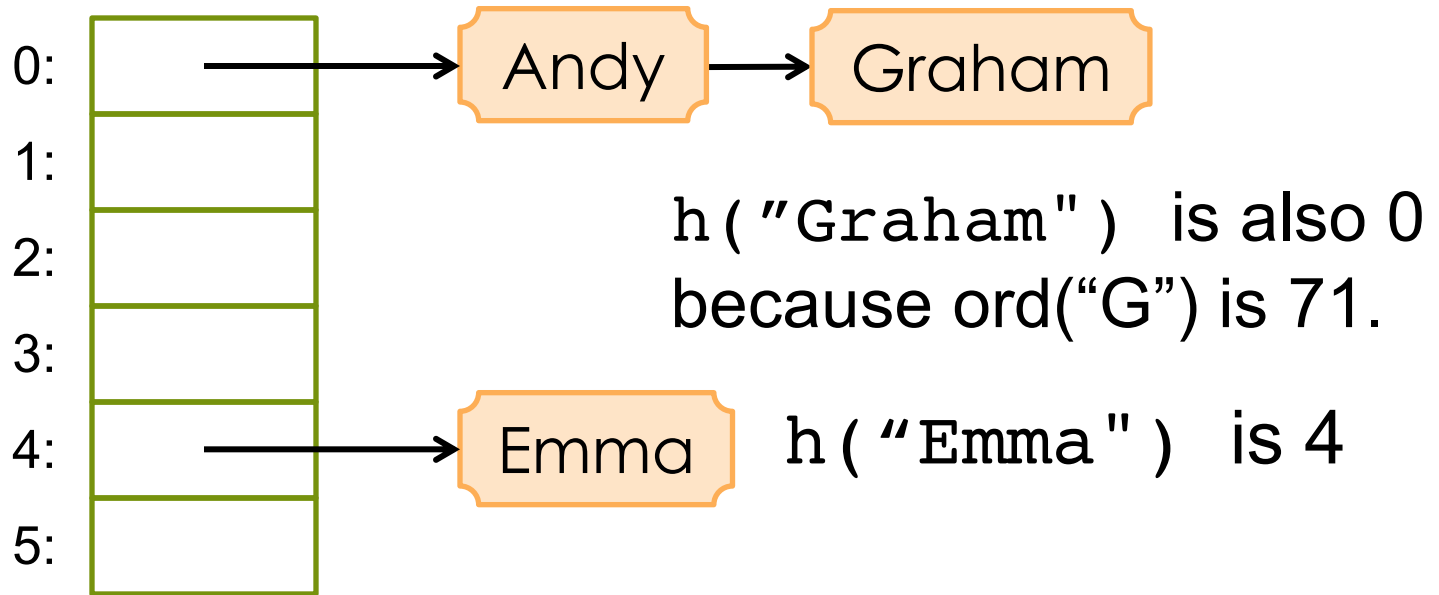 0:
Andy
Graham
1:
h(”Graham") is also 0
2:
because ord(“G”) is 71.
3:
4:
Emma
h(“Emma") is 4
5: